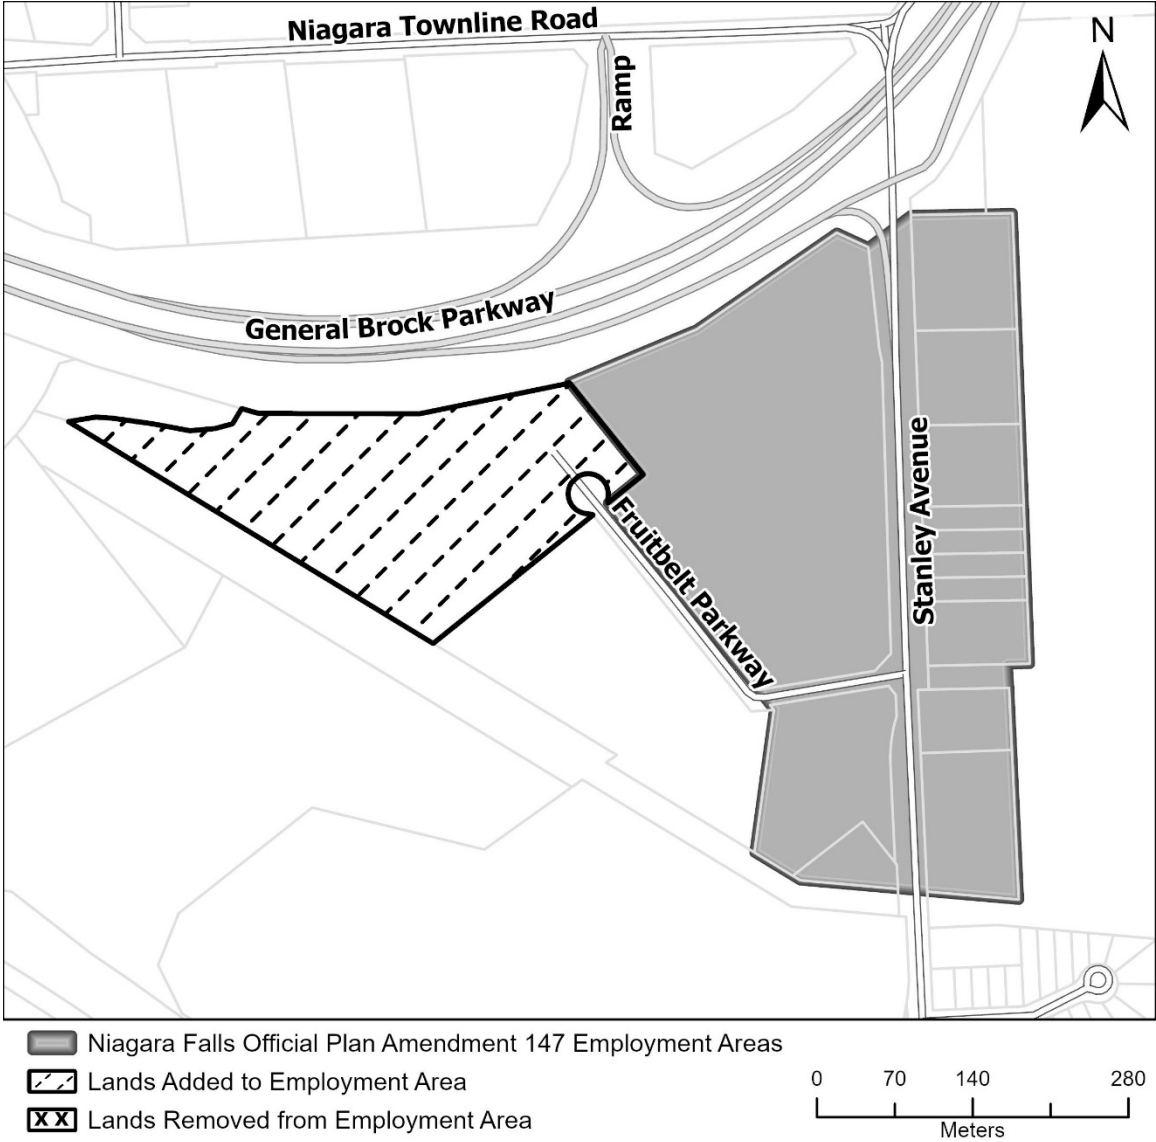 Niagara Townline Road
N
Ramp
General Brock Parkway
Stanley Avenue
Fruitbelt Parkway
Niagara Falls Official Plan Amendment 147 Employment Areas
Lands Added to Employment Area
XX Lands Removed from Employment Area
0 70 140 280
Meters